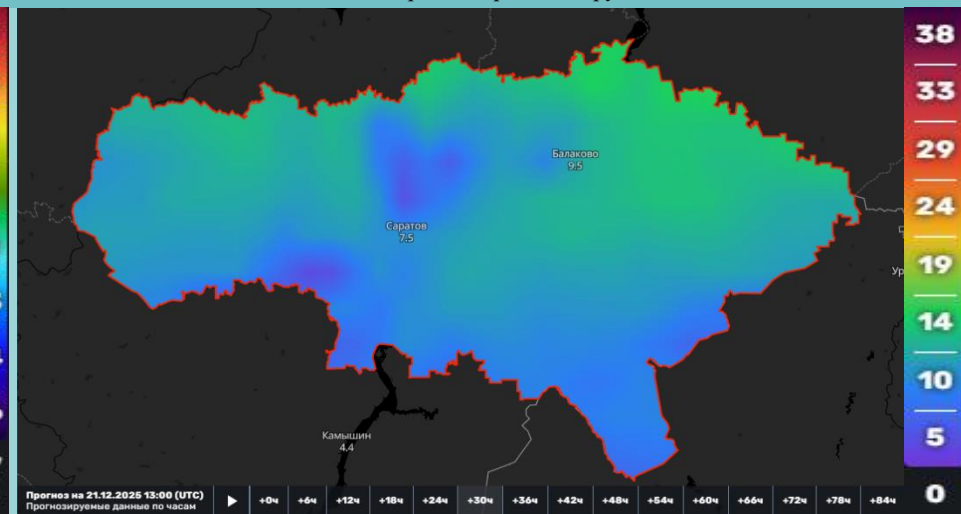 38
33
29
24
19
14
10
5
0
Балаково
9.5
Саратов
7.5
Ур
Камышин
4.4
Прогноз на 21.12.2025 13:00 (UTC)
Прогнозируемые данные по часам
+0ч +6ч +12ч +18ч +24ч +30ч +36ч +42ч +48ч +54ч +60ч +66ч +72ч +78ч +84ч